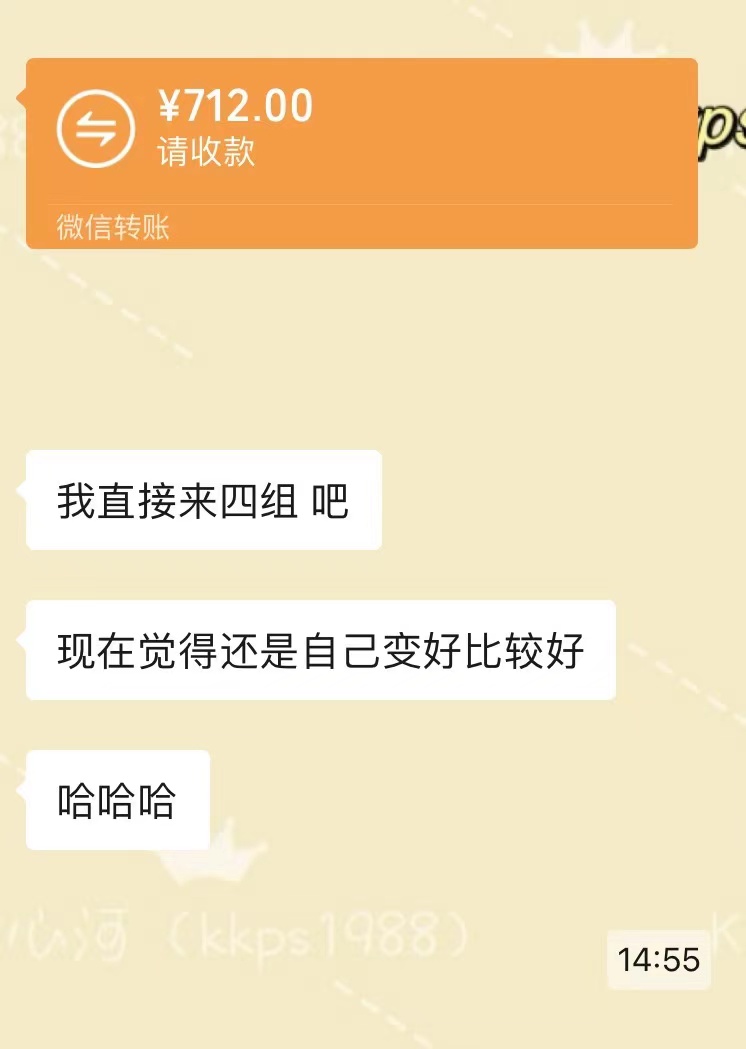 ¥712.00
请收款
微信转账
我直接来四组 吧
现在觉得还是自己变好比较好
哈哈哈
心河（kkps1988）
14:55